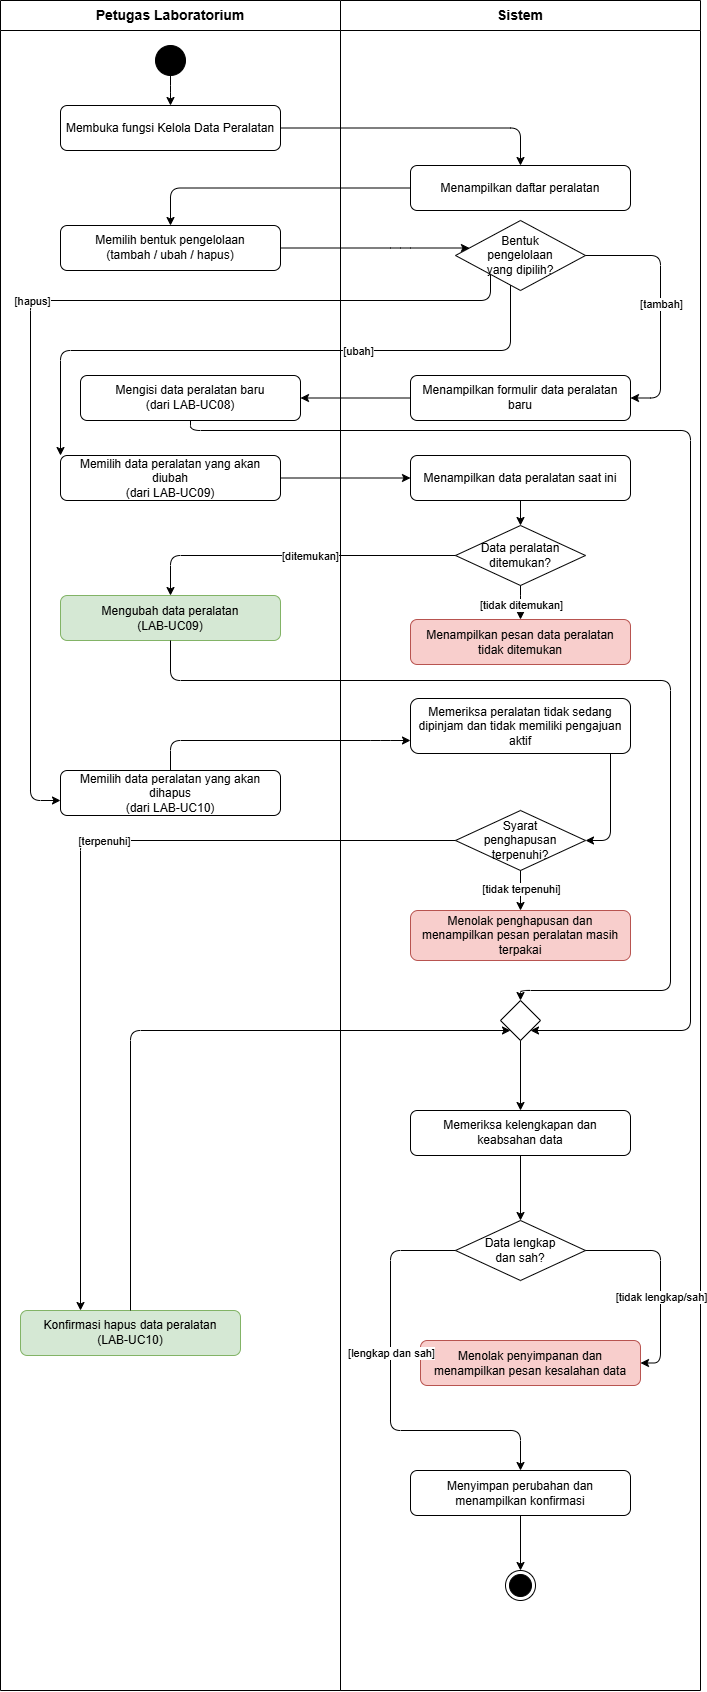 Petugas Laboratorium
Sistem
Membuka fungsi Kelola Data Peralatan
Menampilkan daftar peralatan
Memilih bentuk pengelolaan
(tambah / ubah / hapus)
Bentuk
pengelolaan
yang dipilih?
[hapus]
[tambah]
[ubah]
Mengisi data peralatan baru
(dari LAB-UC08)
Menampilkan formulir data peralatan
baru
Memilih data peralatan yang akan
diubah
(dari LAB-UC09)
Menampilkan data peralatan saat ini
Data peralatan
ditemukan?
[ditemukan]
[tidak ditemukan]
Mengubah data peralatan
(LAB-UC09)
Menampilkan pesan data peralatan
tidak ditemukan
Memeriksa peralatan tidak sedang
dipinjam dan tidak memiliki pengajuan
aktif
Memilih data peralatan yang akan
dihapus
(dari LAB-UC10)
Syarat
penghapusan
terpenuhi?
[terpenuhi]
[tidak terpenuhi]
Menolak penghapusan dan
menampilkan pesan peralatan masih
terpakai
Memeriksa kelengkapan dan
keabsahan data
Data lengkap
dan sah?
[tidak lengkap/sah]
Konfirmasi hapus data peralatan
(LAB-UC10)
[lengkap dan sah]
Menolak penyimpanan dan
menampilkan pesan kesalahan data
Menyimpan perubahan dan
menampilkan konfirmasi